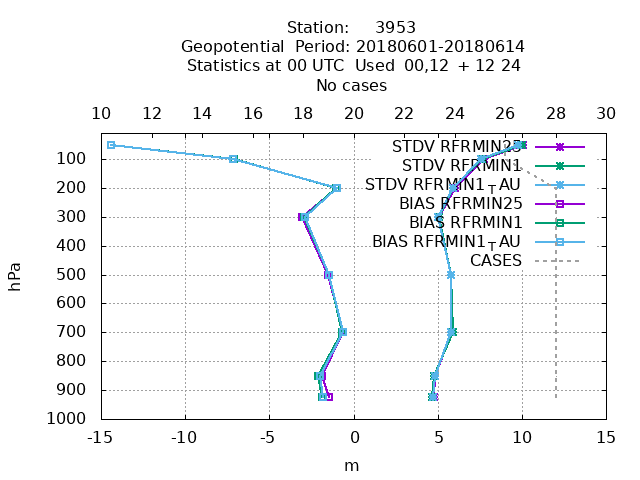 Station: 3953
Geopotential Period: 20180601-20180614
Statistics at 00 UTC Used 00,12 + 12 24
No cases
10 12 14 16 18 20 22 24 26 28 30
STDV RFRMIN25
100
STDV RFRMIN1
STDV RFRMIN1TAU
200
BIAS RFRMIN25
300
BIAS RFRMIN1
400
BIAS RFRMIN1TAU
CASES
500
600
700
800
900
1000
hPa
-15 -10 -5 0 5 10 15
m